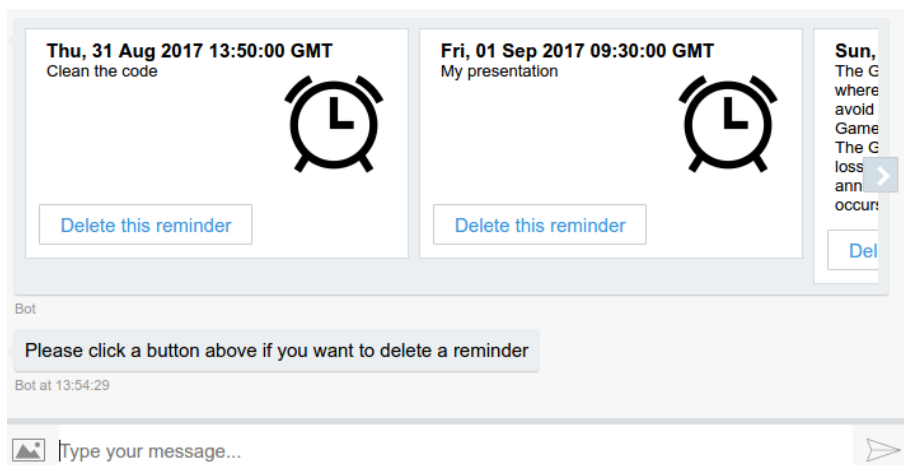 Thu, 31 Aug 2017 13:50:00 GMT
Clean the code
Delete this reminder
Fri, 01 Sep 2017 09:30:00 GMT
My presentation
Delete this reminder
Sun,
The G
where
avoid
Game
The G
loss
ann
occurs
Del
Bot
Please click a button above if you want to delete a reminder
Bot at 13:54:29
Type your message...